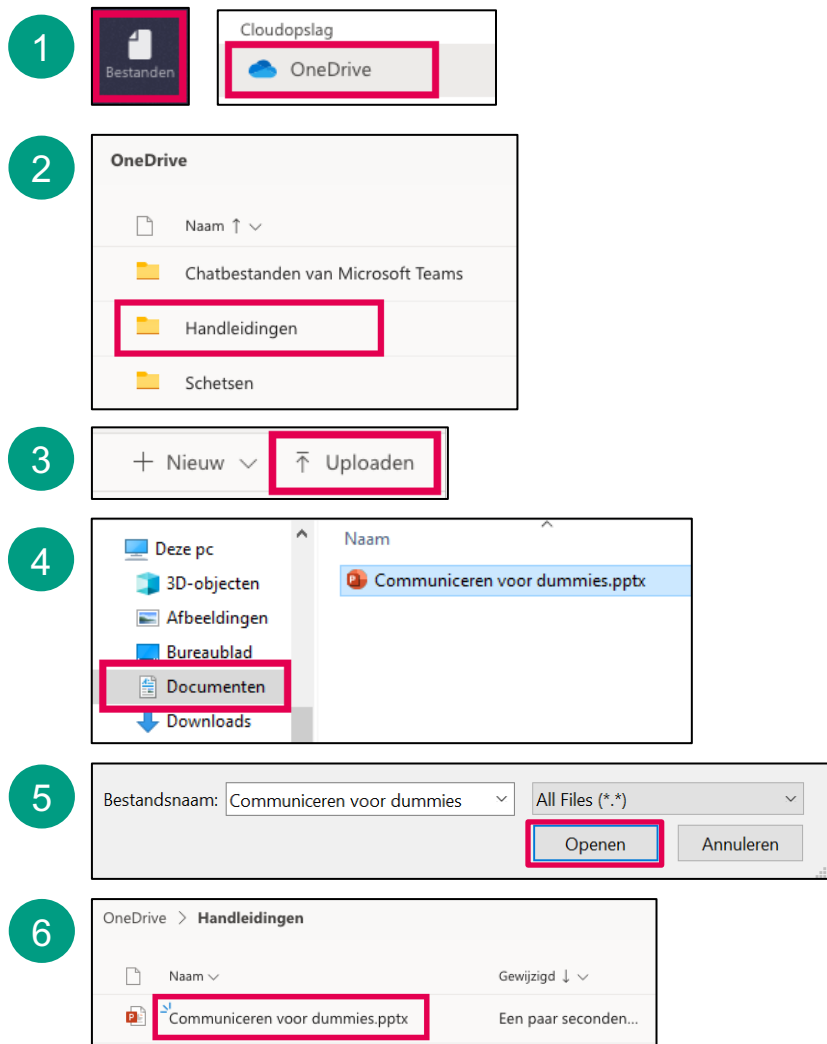 1
Bestanden
Cloudopslag
OneDrive
2
OneDrive
Naam ↑
Chatbestanden van Microsoft Teams
Handleidingen
Schetsen
3
+ Nieuw
Uploaden
4
Deze pc
3D-objecten
Afbeeldingen
Bureaublad
Documenten
Downloads
Naam
Communiceren voor dummies.pptx
5
Bestandsnaam: Communiceren voor dummies All Files (*.*)
Openen Annuleren
6
OneDrive > Handleidingen
Naam Gewijzigd ↓
Communiceren voor dummies.pptx Een paar seconden...